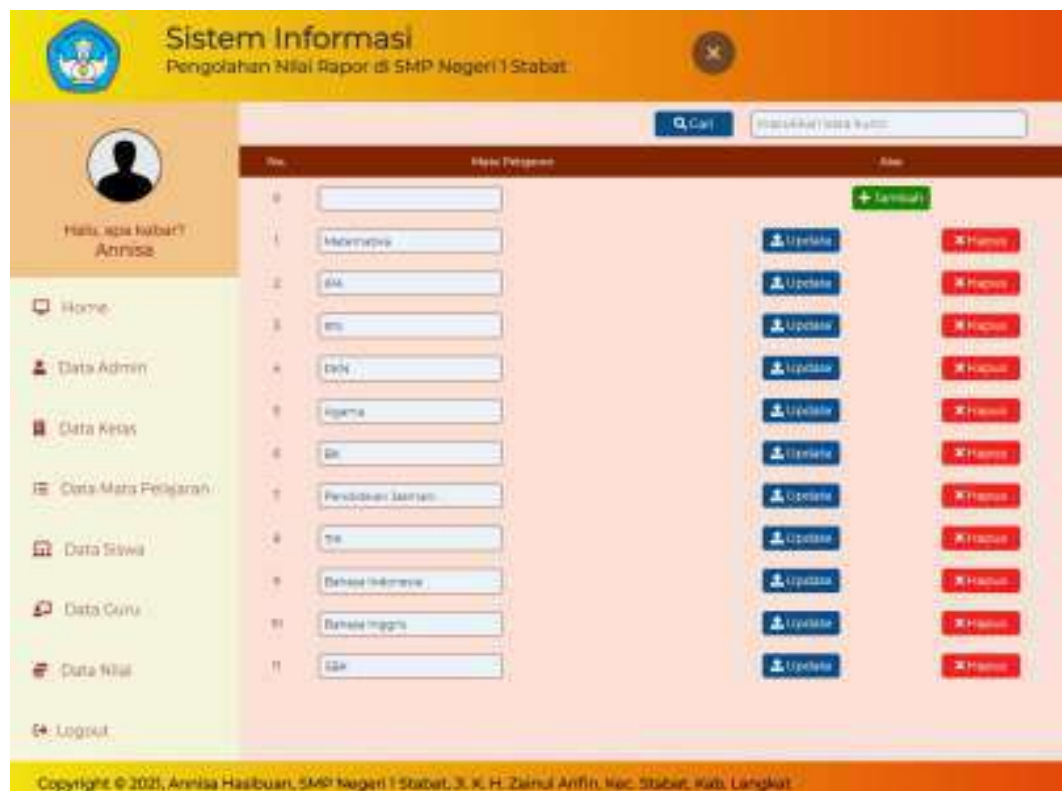 Sistem Informasi
Pengolahan Nilai Rapor di SMP Negeri 1 Stabat
Cari
No. Mata Pelajaran
0 Tambah
Halo, apa kabar?
Annisa
1 Matematika Update Hapus
2 IPA Update Hapus
3 IPS Update Hapus
4 PKN Update Hapus
5 Agama Update Hapus
6 BK Update Hapus
7 Pendidikan Jasmani Update Hapus
8 TIK Update Hapus
9 Bahasa Indonesia Update Hapus
10 Bahasa Inggris Update Hapus
11 Update Hapus
Home
Data Admin
Data Kelas
Data Mata Pelajaran
Data Siswa
Data Guru
Data Nilai
Logout
Copyright © 2021, Annisa Hasibuan, SMP Negeri 1 Stabat, Jl. K. H. Zainul Arifin, Kec. Stabat, Kab. Langkat